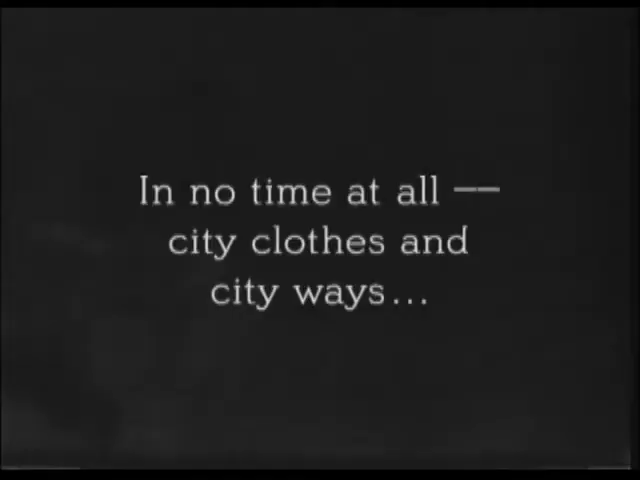 In no time at all ——
city clothes and
city ways...